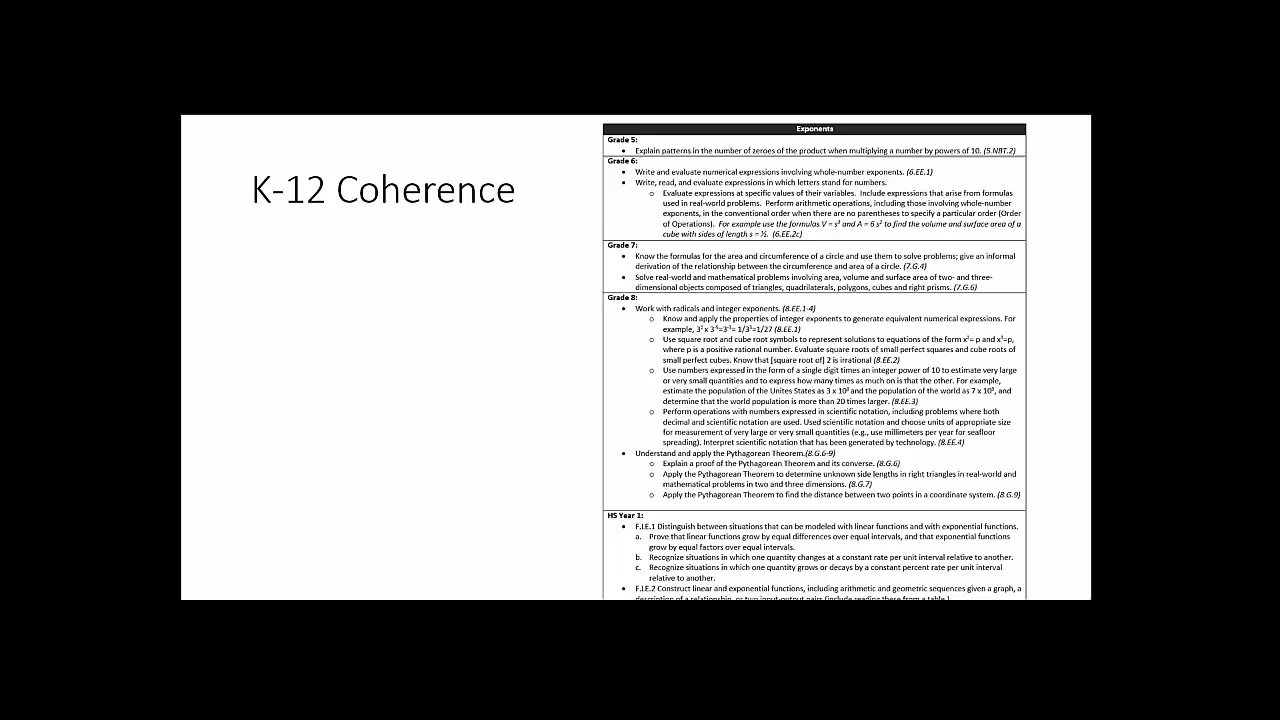 K-12 Coherence
Exponents
Grade 5:
• Explain patterns in the number of zeroes of the product when multiplying a number by powers of 10. (5.NBT.2)
Grade 6:
• Write and evaluate numerical expressions involving whole-number exponents. (6.EE.1)
• Write, read, and evaluate expressions in which letters stand for numbers.
o Evaluate expressions at specific values of their variables. Include expressions that arise from formulas
used in real-world problems. Perform arithmetic operations, including those involving whole-number
exponents, in the conventional order when there are no parentheses to specify a particular order (Order
of Operations). For example use the formulas V = s³ and A = 6 s² to find the volume and surface area of a
cube with sides of length s = ½. (6.EE.2c)
Grade 7:
• Know the formulas for the area and circumference of a circle and use them to solve problems; give an informal
derivation of the relationship between the circumference and area of a circle. (7.G.4)
• Solve real-world and mathematical problems involving area, volume and surface area of two- and three-
dimensional objects composed of triangles, quadrilaterals, polygons, cubes and right prisms. (7.G.6)
Grade 8:
• Work with radicals and integer exponents. (8.EE.1-4)
o Know and apply the properties of integer exponents to generate equivalent numerical expressions. For
example, 3² x 3⁻⁵=3⁻³= 1/3³=1/27 (8.EE.1)
o Use square root and cube root symbols to represent solutions to equations of the form x²= p and x³=p,
where p is a positive rational number. Evaluate square roots of small perfect squares and cube roots of
small perfect cubes. Know that [square root of] 2 is irrational (8.EE.2)
o Use numbers expressed in the form of a single digit times an integer power of 10 to estimate very large
or very small quantities and to express how many times as much on is that the other. For example,
estimate the population of the Unites States as 3 x 10⁸ and the population of the world as 7 x 10⁹, and
determine that the world population is more than 20 times larger. (8.EE.3)
o Perform operations with numbers expressed in scientific notation, including problems where both
decimal and scientific notation are used. Used scientific notation and choose units of appropriate size
for measurement of very large or very small quantities (e.g., use millimeters per year for seafloor
spreading). Interpret scientific notation that has been generated by technology. (8.EE.4)
• Understand and apply the Pythagorean Theorem.(8.G.6-9)
o Explain a proof of the Pythagorean Theorem and its converse. (8.G.6)
o Apply the Pythagorean Theorem to determine unknown side lengths in right triangles in real-world and
mathematical problems in two and three dimensions. (8.G.7)
o Apply the Pythagorean Theorem to find the distance between two points in a coordinate system. (8.G.9)
HS Year 1:
• F.I.E.1 Distinguish between situations that can be modeled with linear functions and with exponential functions.
a. Prove that linear functions grow by equal differences over equal intervals, and that exponential functions
grow by equal factors over equal intervals.
b. Recognize situations in which one quantity changes at a constant rate per unit interval relative to another.
c. Recognize situations in which one quantity grows or decays by a constant percent rate per unit interval
relative to another.
• F.I.E.2 Construct linear and exponential functions, including arithmetic and geometric sequences given a graph, a
description of a relationship, or two input-output pairs (include reading these from a table.)